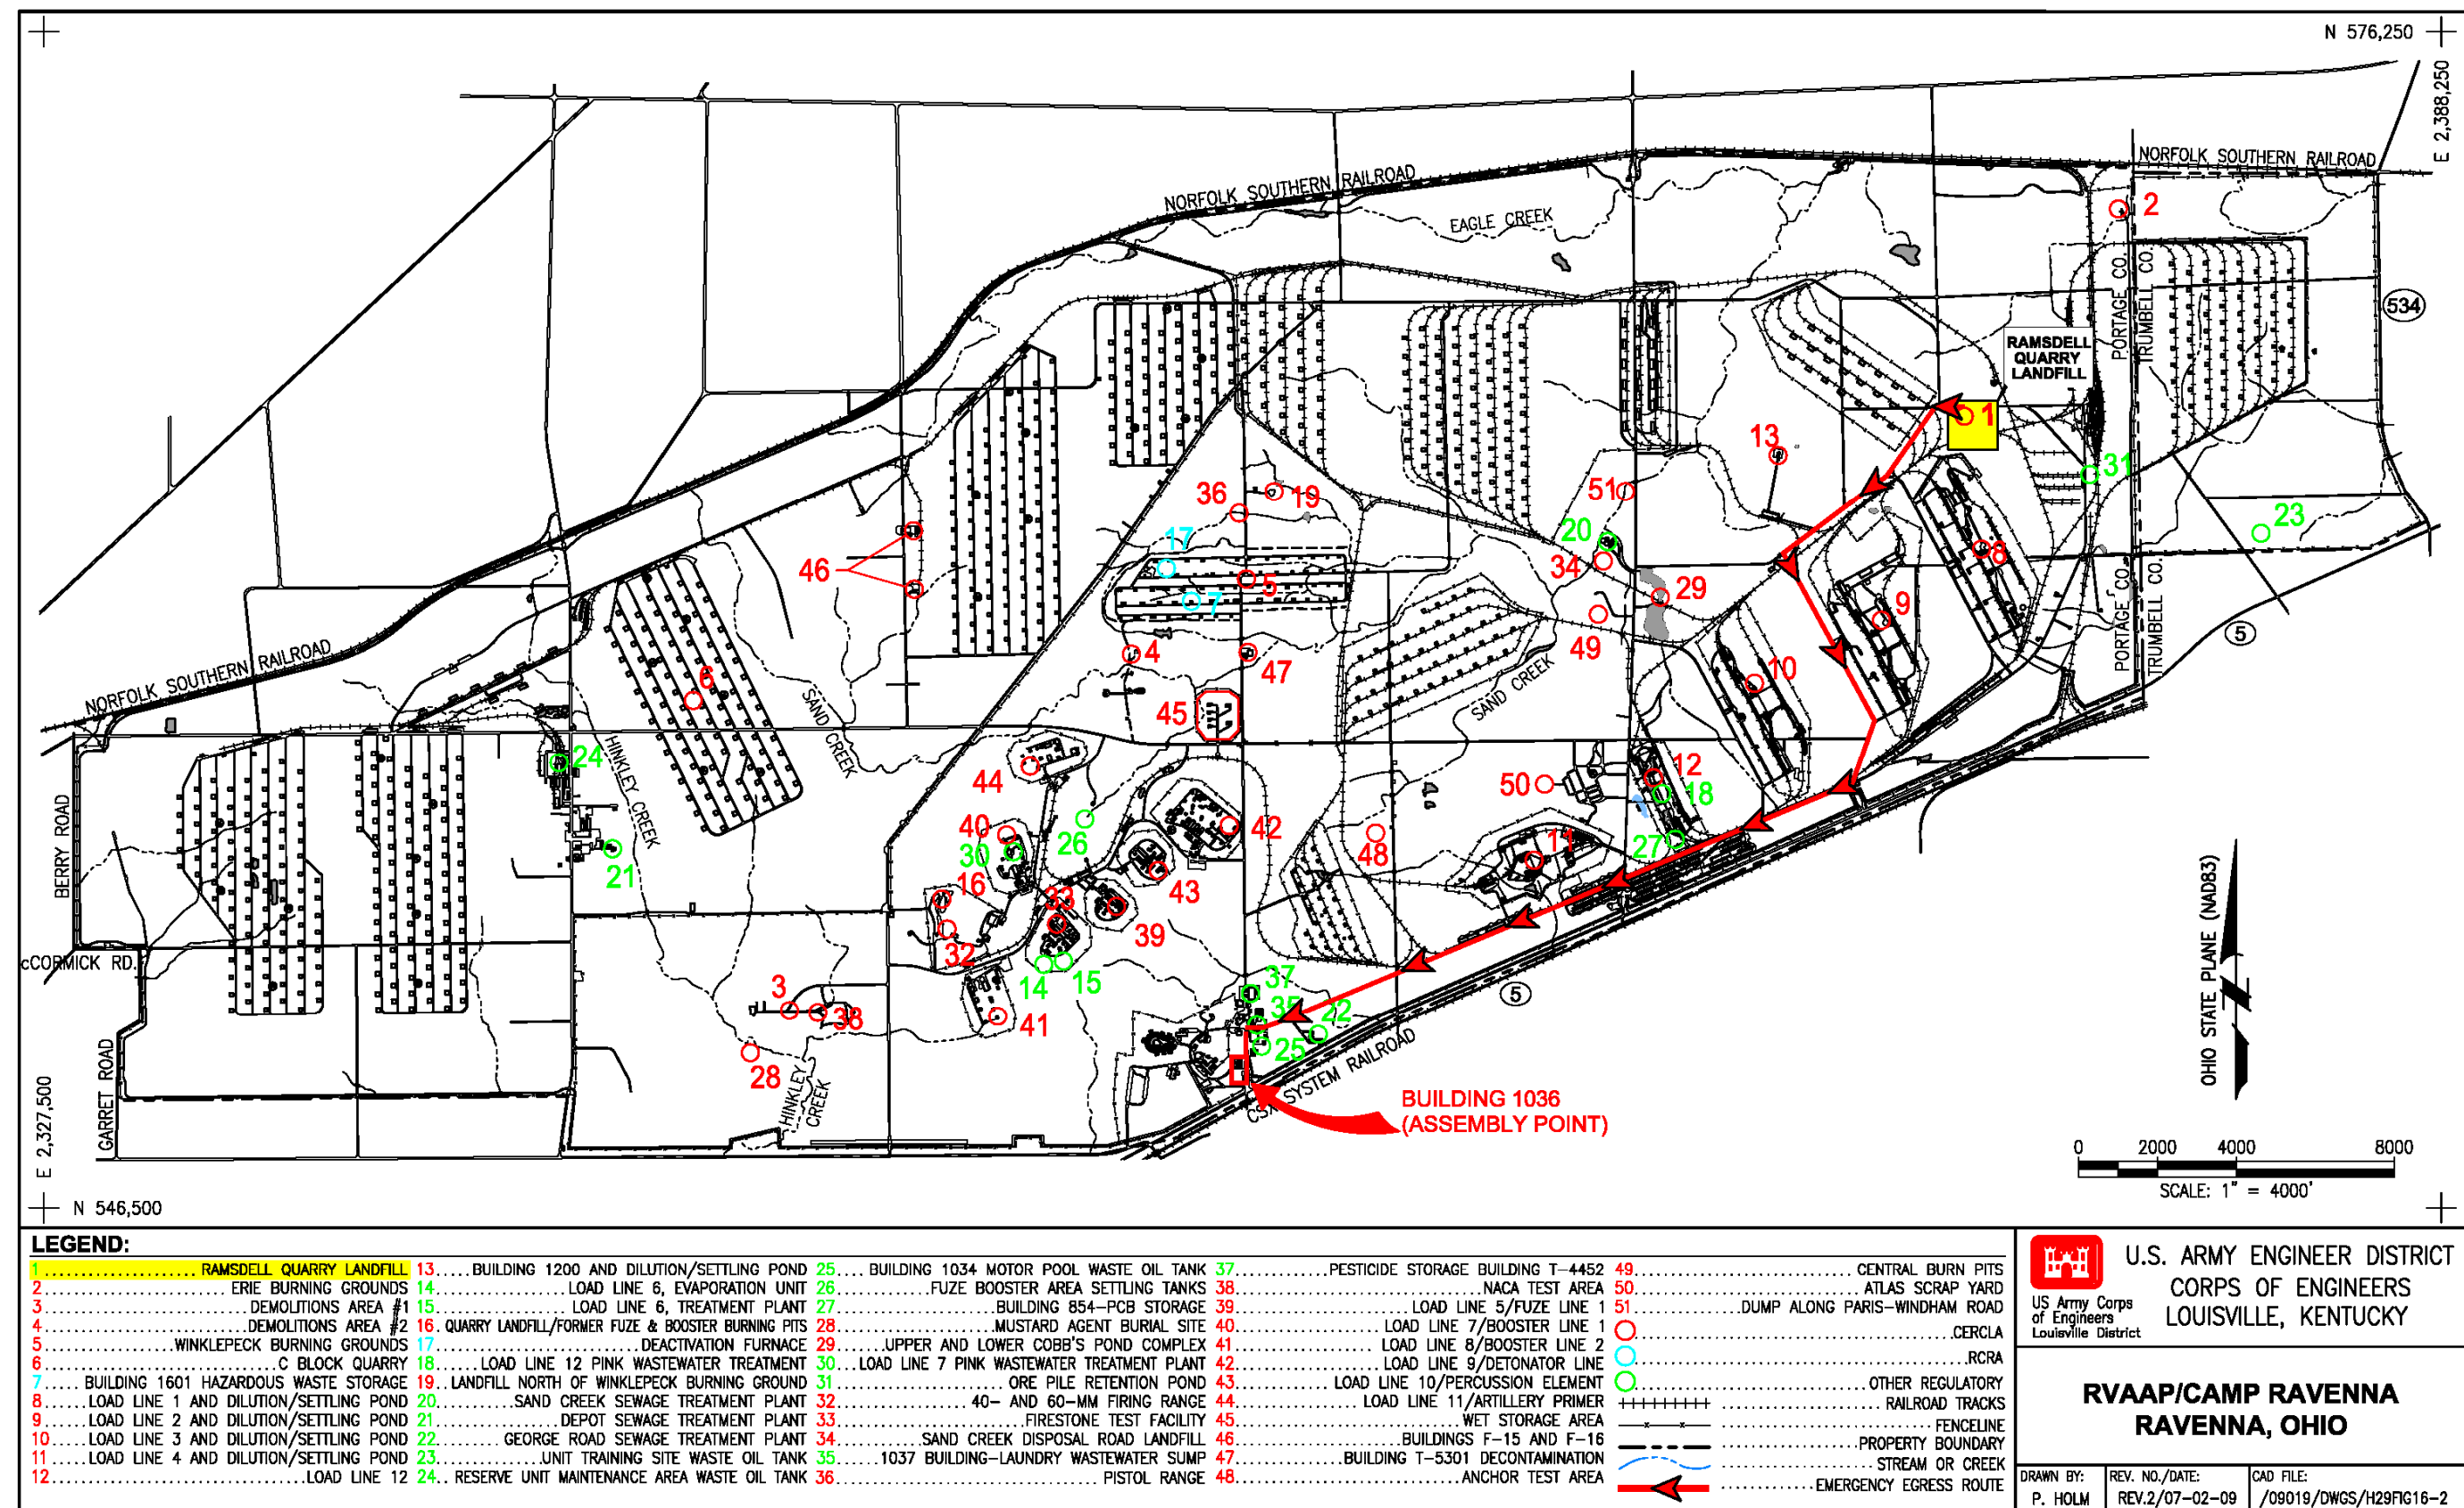 N 576,250
E 2,388,250
NORFOLK SOUTHERN RAILROAD
NORFOLK SOUTHERN RAILROAD
2
EAGLE CREEK
PORTAGE CO.
TRUMBELL CO.
534
RAMSDELL
QUARRY
LANDFILL
1
13
31
36
19
51
23
17
20
46
34
8
5
7
29
9
5
49
PORTAGE CO.
TRUMBELL CO.
4
47
NORFOLK SOUTHERN RAILROAD
6
SAND CREEK
10
45
SAND CREEK
24
HINKLEY CREEK
44
50
12
18
BERRY ROAD
40
26
42
30
48
11
27
21
16
43
33
39
OHIO STATE PLANE (NAD83)
32
cCORMICK RD.
14
15
37
3
38
41
35
22
5
25
28
HINKLEY
CREEK
CSX SYSTEM RAILROAD
GARRET ROAD
BUILDING 1036
(ASSEMBLY POINT)
E 2,327,500
0 2000 4000 8000
SCALE: 1" = 4000'
N 546,500
LEGEND:
1 RAMSDELL QUARRY LANDFILL
2 ERIE BURNING GROUNDS
3 DEMOLITIONS AREA #1
4 DEMOLITIONS AREA #2
5 WINKLEPECK BURNING GROUNDS
6 C BLOCK QUARRY
7 BUILDING 1601 HAZARDOUS WASTE STORAGE
8 LOAD LINE 1 AND DILUTION/SETTLING POND
9 LOAD LINE 2 AND DILUTION/SETTLING POND
10 LOAD LINE 3 AND DILUTION/SETTLING POND
11 LOAD LINE 4 AND DILUTION/SETTLING POND
12 LOAD LINE 12
13 BUILDING 1200 AND DILUTION/SETTLING POND
14 LOAD LINE 6, EVAPORATION UNIT
15 LOAD LINE 6, TREATMENT PLANT
16 QUARRY LANDFILL/FORMER FUZE & BOOSTER BURNING PITS
17 DEACTIVATION FURNACE
18 LOAD LINE 12 PINK WASTEWATER TREATMENT
19 LANDFILL NORTH OF WINKLEPECK BURNING GROUND
20 SAND CREEK SEWAGE TREATMENT PLANT
21 DEPOT SEWAGE TREATMENT PLANT
22 GEORGE ROAD SEWAGE TREATMENT PLANT
23 UNIT TRAINING SITE WASTE OIL TANK
24 RESERVE UNIT MAINTENANCE AREA WASTE OIL TANK
25 BUILDING 1034 MOTOR POOL WASTE OIL TANK
26 FUZE BOOSTER AREA SETTLING TANKS
27 BUILDING 854-PCB STORAGE
28 MUSTARD AGENT BURIAL SITE
29 UPPER AND LOWER COBB'S POND COMPLEX
30 LOAD LINE 7 PINK WASTEWATER TREATMENT PLANT
31 ORE PILE RETENTION POND
32 40- AND 60-MM FIRING RANGE
33 FIRESTONE TEST FACILITY
34 SAND CREEK DISPOSAL ROAD LANDFILL
35 1037 BUILDING-LAUNDRY WASTEWATER SUMP
36 PISTOL RANGE
37 PESTICIDE STORAGE BUILDING T-4452
38 NACA TEST AREA
39 LOAD LINE 5/FUZE LINE 1
40 LOAD LINE 7/BOOSTER LINE 1
41 LOAD LINE 8/BOOSTER LINE 2
42 LOAD LINE 9/DETONATOR LINE
43 LOAD LINE 10/PERCUSSION ELEMENT
44 LOAD LINE 11/ARTILLERY PRIMER
45 WET STORAGE AREA
46 BUILDINGS F-15 AND F-16
47 BUILDING T-5301 DECONTAMINATION
48 ANCHOR TEST AREA
49 CENTRAL BURN PITS
50 ATLAS SCRAP YARD
51 DUMP ALONG PARIS-WINDHAM ROAD
CERCLA
RCRA
OTHER REGULATORY
RAILROAD TRACKS
FENCELINE
PROPERTY BOUNDARY
STREAM OR CREEK
EMERGENCY EGRESS ROUTE
US Army Corps
of Engineers
Louisville District
U.S. ARMY ENGINEER DISTRICT
CORPS OF ENGINEERS
LOUISVILLE, KENTUCKY
RVAAP/CAMP RAVENNA
RAVENNA, OHIO
DRAWN BY:
P. HOLM
REV. NO./DATE:
REV.2/07-02-09
CAD FILE:
/09019/DWGS/H29FIG16-2